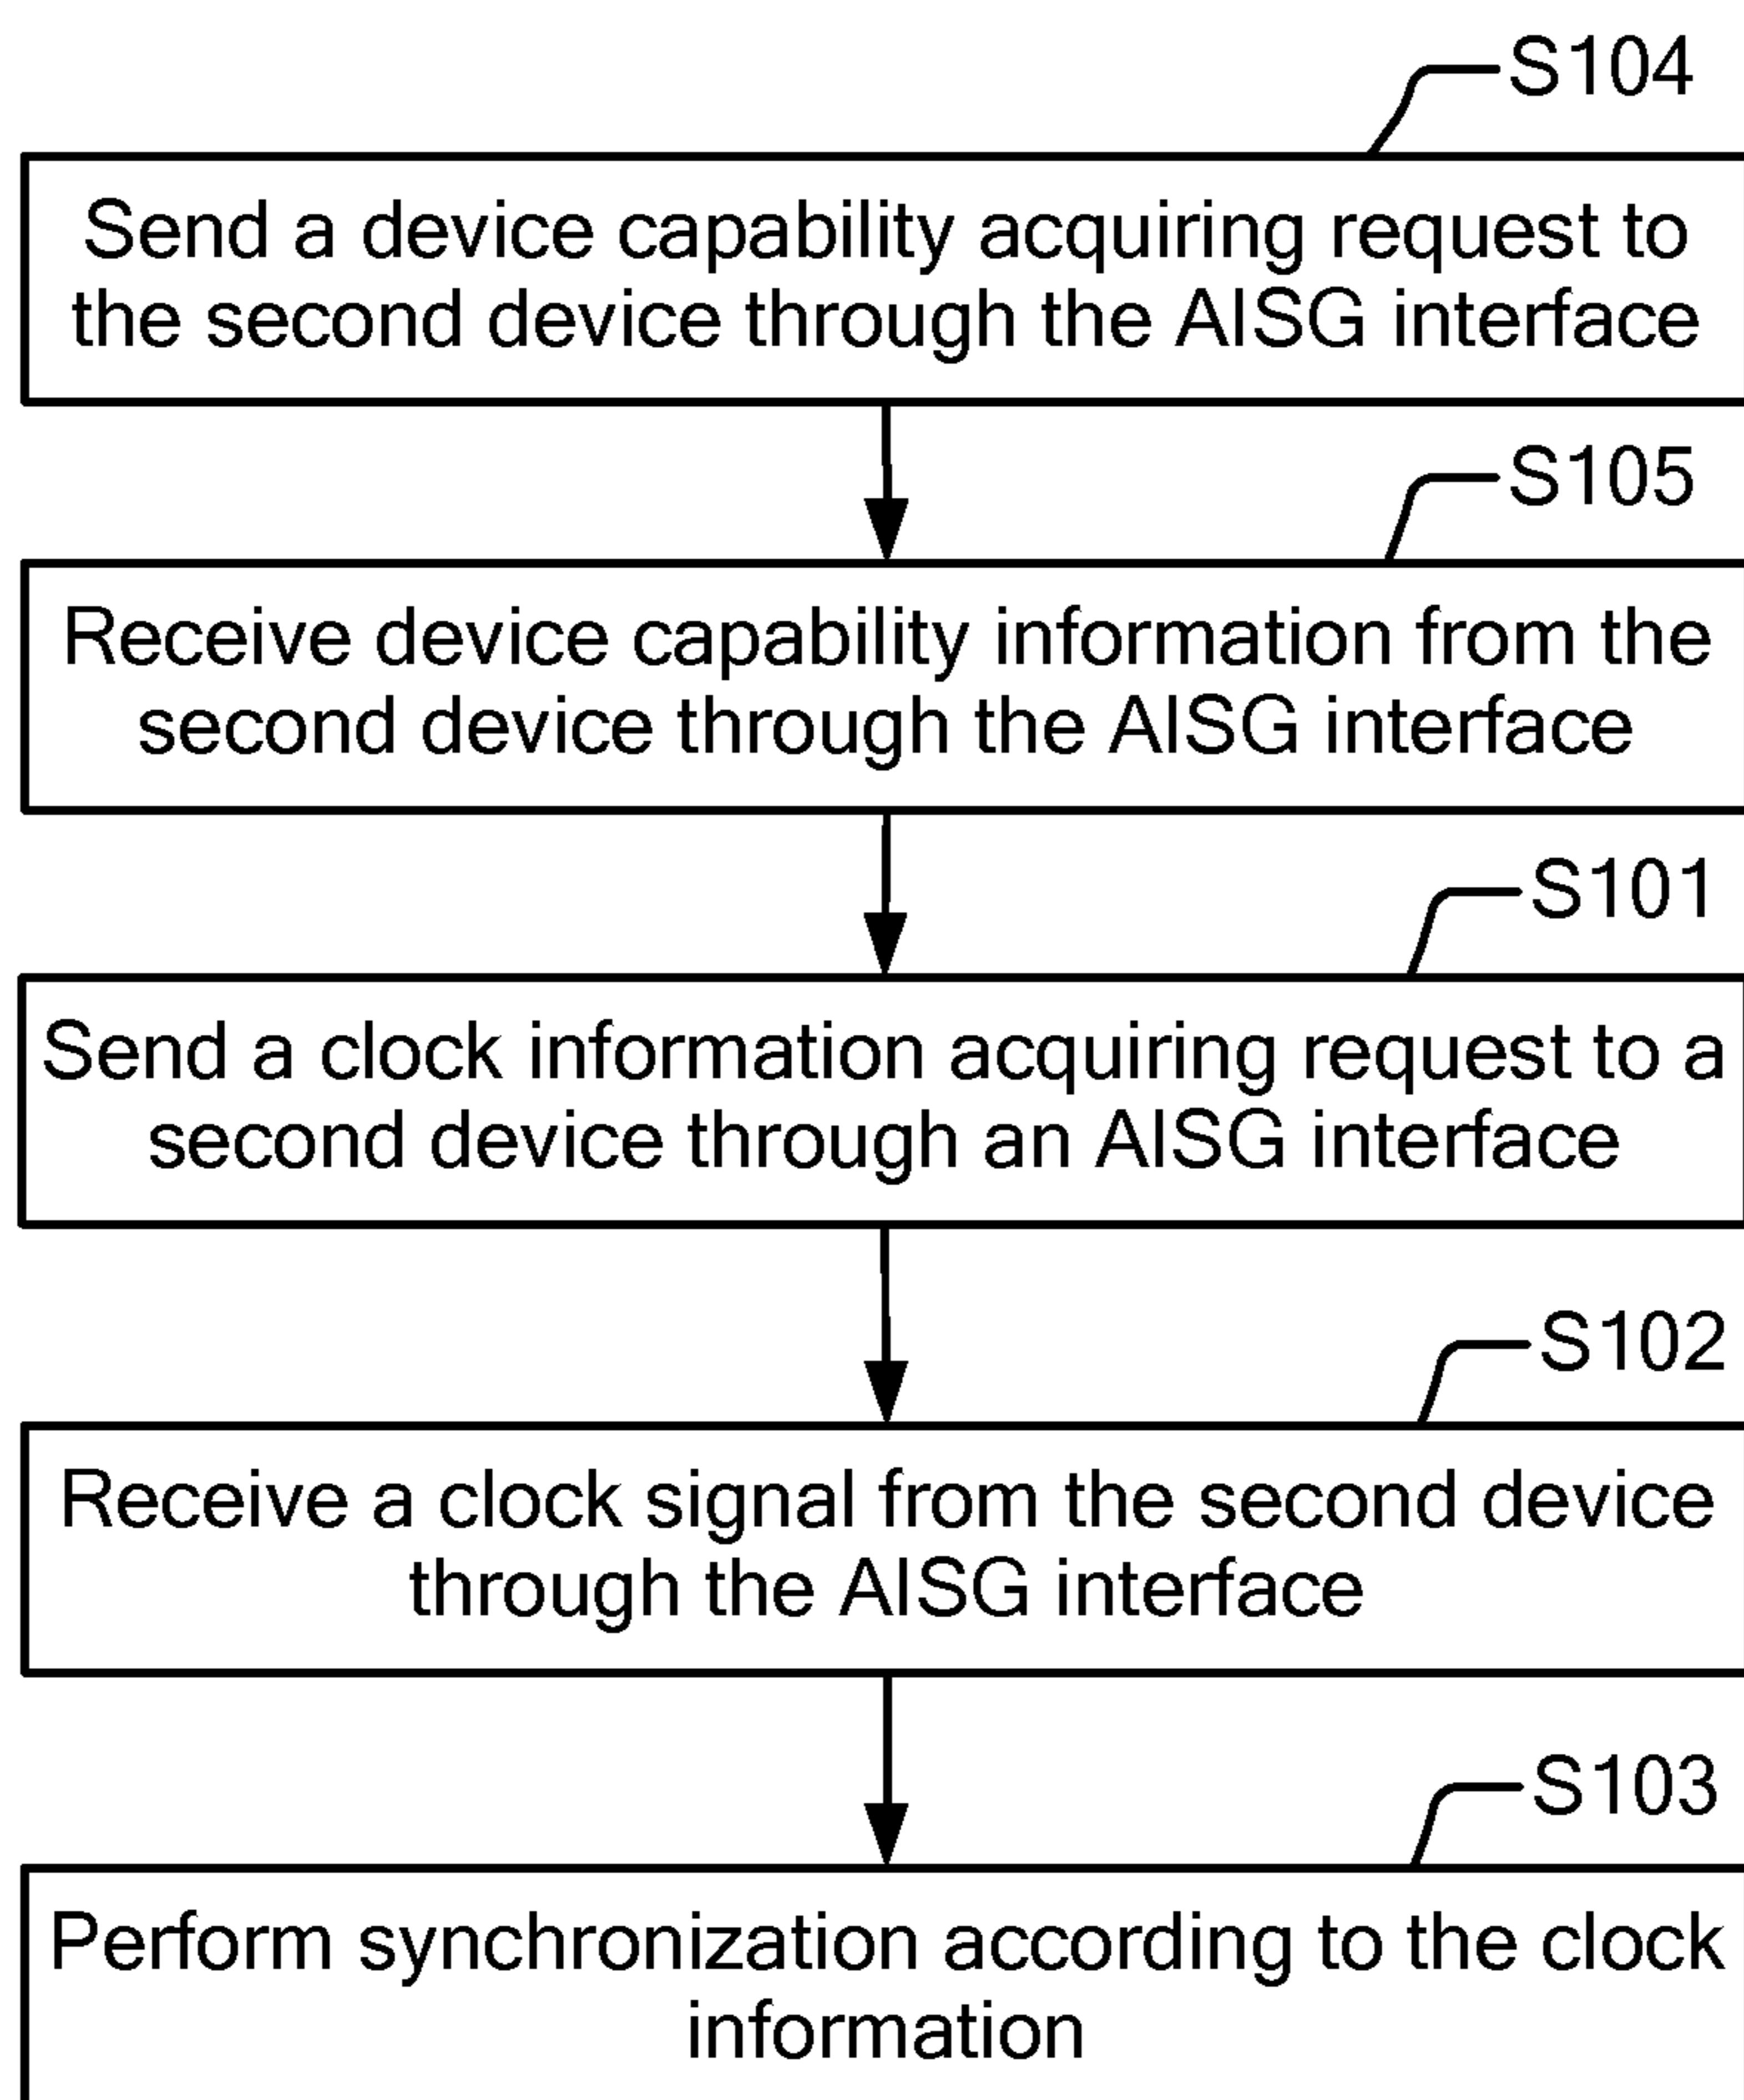 S104
Send a device capability acquiring request to
the second device through the AISG interface
S105
Receive device capability information from the
second device through the AISG interface
S101
Send a clock information acquiring request to a
second device through an AISG interface
S102
Receive a clock signal from the second device
through the AISG interface
S103
Perform synchronization according to the clock
information